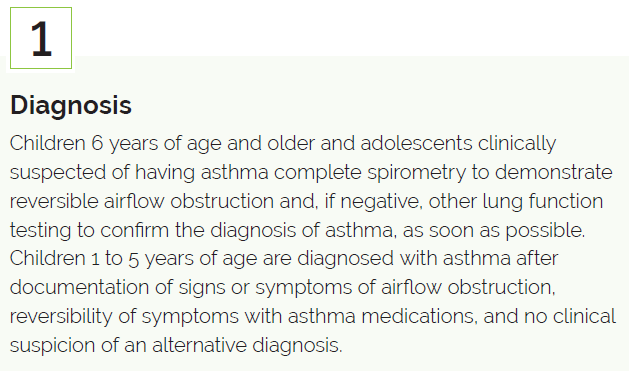 1
Diagnosis
Children 6 years of age and older and adolescents clinically
suspected of having asthma complete spirometry to demonstrate
reversible airflow obstruction and, if negative, other lung function
testing to confirm the diagnosis of asthma, as soon as possible.
Children 1 to 5 years of age are diagnosed with asthma after
documentation of signs or symptoms of airflow obstruction,
reversibility of symptoms with asthma medications, and no clinical
suspicion of an alternative diagnosis.